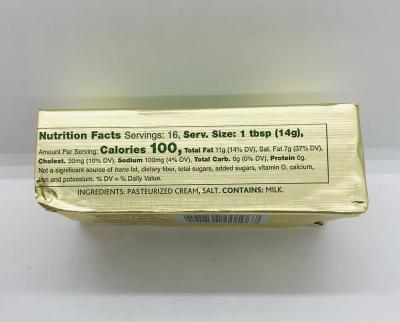 Nutrition Facts Servings: 16, Serv. Size: 1 tbsp (14g),
Amount Per Serving: Calories 100, Total Fat 11g (14% DV), Sat. Fat 7g (37% DV),
Cholest. 30mg (10% DV), Sodium 100mg (4% DV), Total Carb. 0g (0% DV), Protein 0g.
Not a significant source of trans fat, dietary fiber, total sugars, added sugars, vitamin D, calcium,
iron and potassium. % DV = % Daily Value.
INGREDIENTS: PASTEURIZED CREAM, SALT. CONTAINS: MILK.